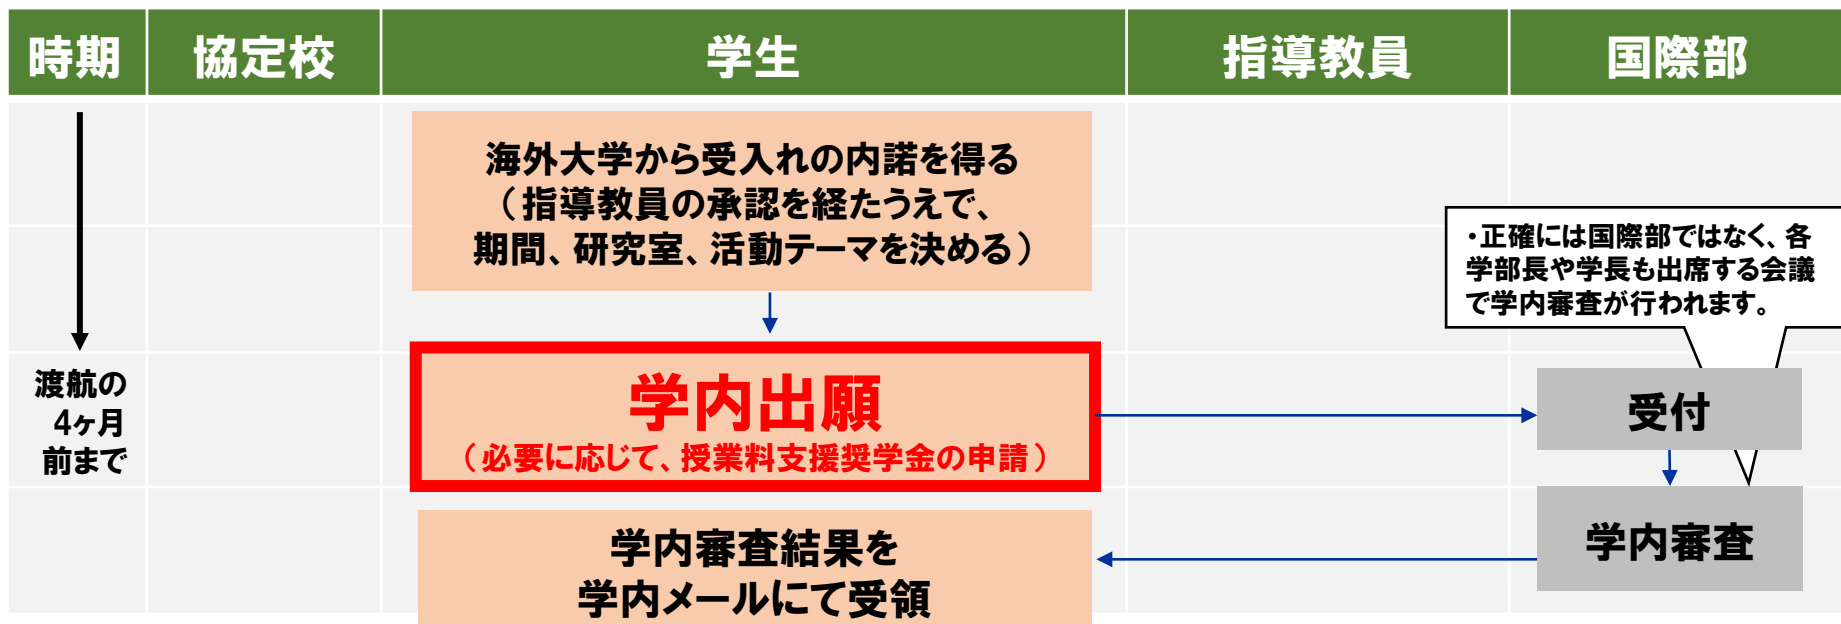 時期 協定校 学生 指導教員 国際部
海外大学から受入れの内諾を得る
（指導教員の承認を経たうえで、
期間、研究室、活動テーマを決める）
・正確には国際部ではなく、各
学部長や学長も出席する会議
で学内審査が行われます。
渡航の
4ヶ月
前まで
学内出願
（必要に応じて、授業料支援奨学金の申請）
受付
学内審査
学内審査結果を
学内メールにて受領